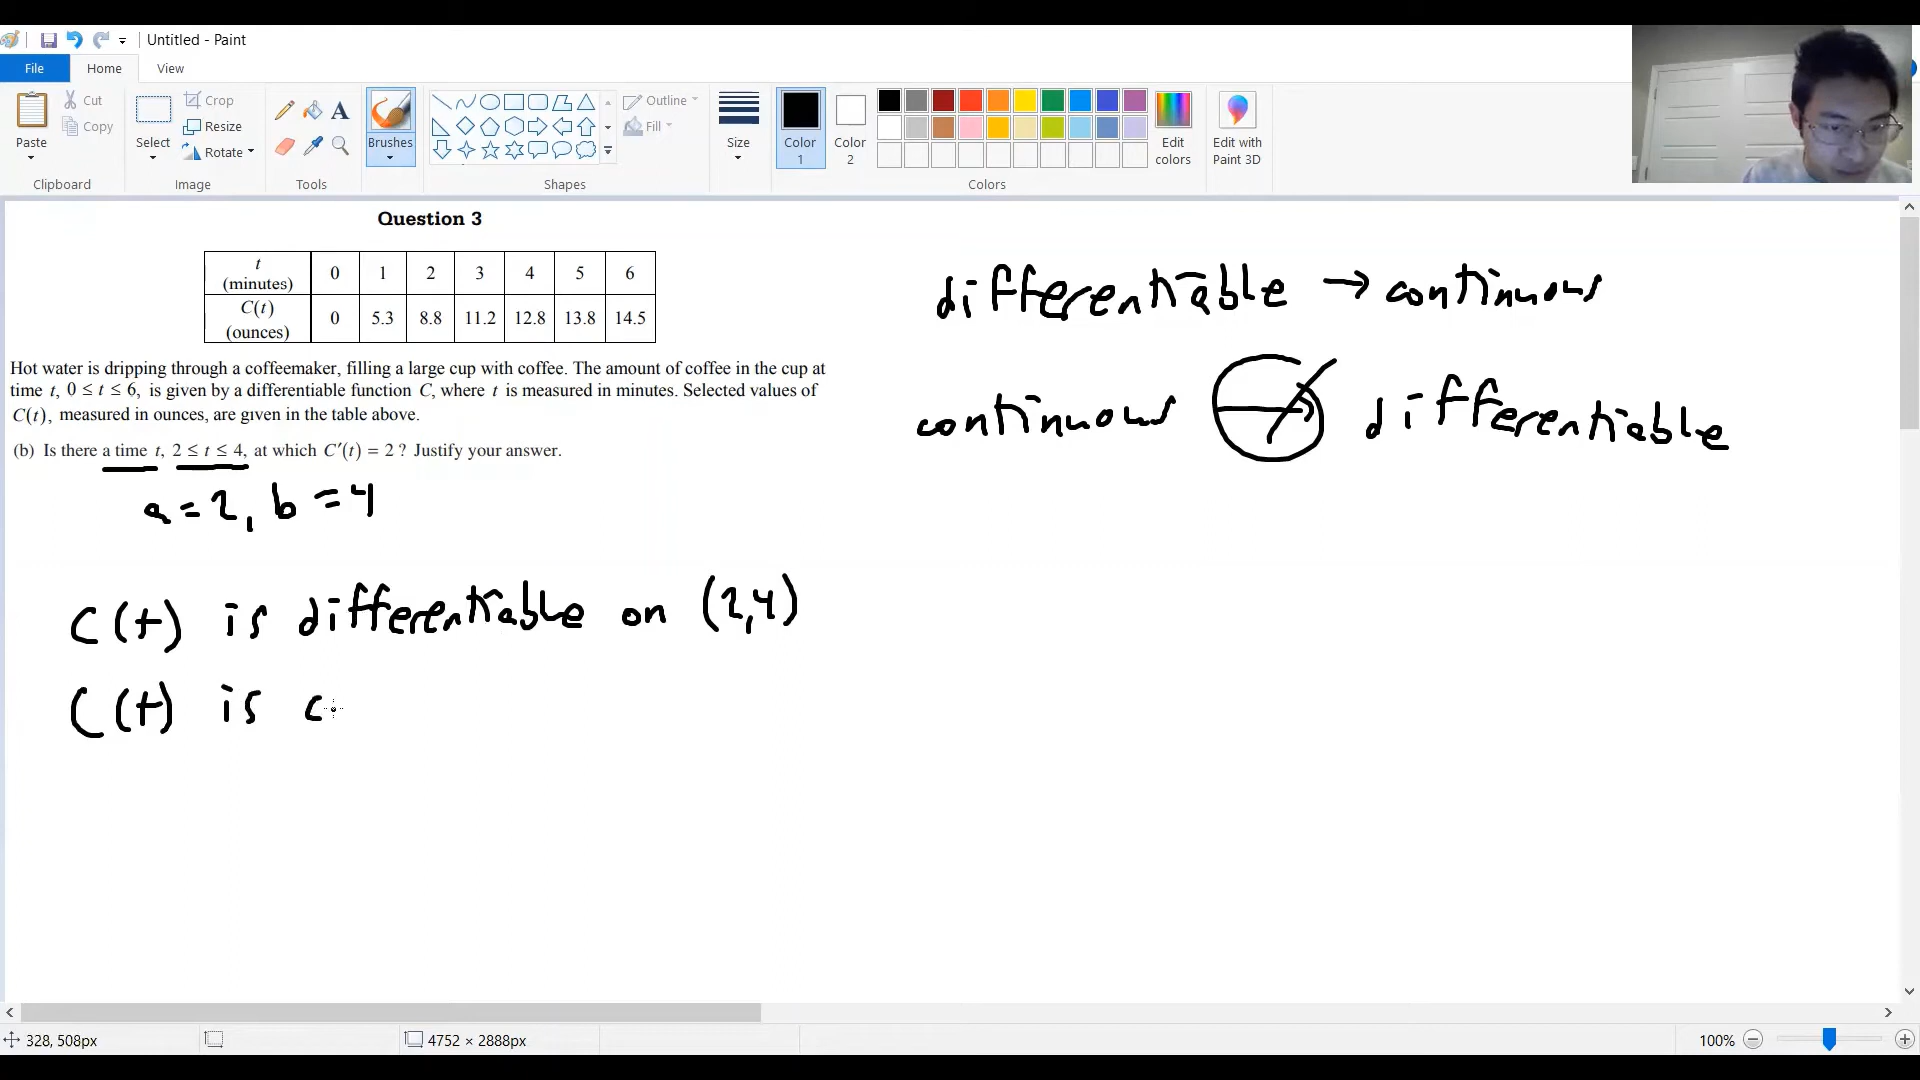 Untitled - Paint
File Home View
Paste
Cut
Copy
Clipboard
Select
Crop
Resize
Rotate
Image
Tools
Brushes
Outline
Fill
Shapes
Size
Color 1
Color 2
Edit colors
Edit with Paint 3D
Colors
Question 3
t (minutes) 0 1 2 3 4 5 6
C(t) (ounces) 0 5.3 8.8 11.2 12.8 13.8 14.5
Hot water is dripping through a coffeemaker, filling a large cup with coffee. The amount of coffee in the cup at
time t, 0 ≤ t ≤ 6, is given by a differentiable function C, where t is measured in minutes. Selected values of
C(t), measured in ounces, are given in the table above.
(b) Is there a time t, 2 ≤ t ≤ 4, at which C′(t) = 2 ? Justify your answer.
a = 2, b = 4
C(t) is differentiable on (2,4)
C(t) is c
differentiable → continuous
continuous → differentiable
328, 508px
4752 × 2888px
100%